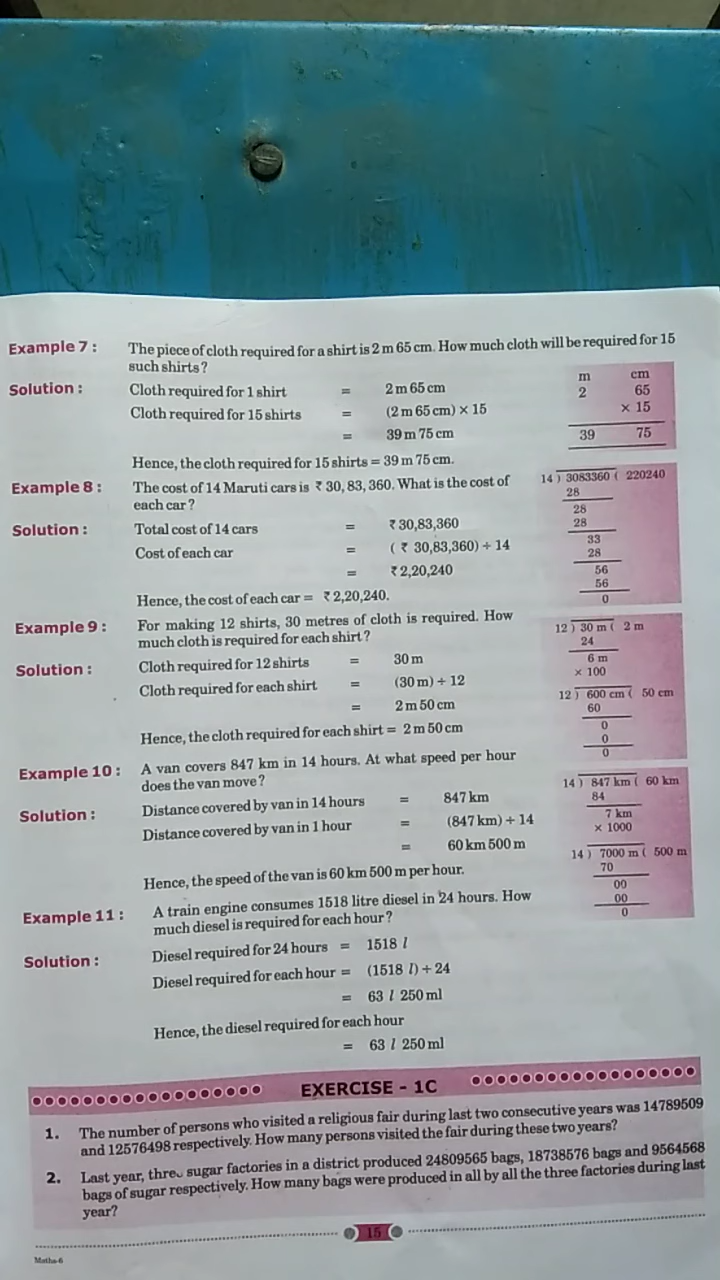 Example 7 : The piece of cloth required for a shirt is 2 m 65 cm. How much cloth will be required for 15
such shirts?
Solution : Cloth required for 1 shirt = 2 m 65 cm
Cloth required for 15 shirts = (2 m 65 cm) × 15
= 39 m 75 cm
m cm
2 65
× 15
39 75
Hence, the cloth required for 15 shirts = 39 m 75 cm.
Example 8 : The cost of 14 Maruti cars is ₹ 30, 83, 360. What is the cost of
each car?
Solution : Total cost of 14 cars = ₹ 30,83,360
Cost of each car = ( ₹ 30,83,360) ÷ 14
= ₹ 2,20,240
Hence, the cost of each car = ₹ 2,20,240.
14 ) 3083360 ( 220240
28
28
28
33
28
56
56
0
Example 9 : For making 12 shirts, 30 metres of cloth is required. How
much cloth is required for each shirt?
Solution : Cloth required for 12 shirts = 30 m
Cloth required for each shirt = (30 m) ÷ 12
= 2 m 50 cm
Hence, the cloth required for each shirt = 2 m 50 cm
12 ) 30 m ( 2 m
24
6 m
× 100
12 ) 600 cm ( 50 cm
60
0
0
0
Example 10 : A van covers 847 km in 14 hours. At what speed per hour
does the van move?
Solution : Distance covered by van in 14 hours = 847 km
Distance covered by van in 1 hour = (847 km) ÷ 14
= 60 km 500 m
Hence, the speed of the van is 60 km 500 m per hour.
14 ) 847 km ( 60 km
84
7 km
× 1000
14 ) 7000 m ( 500 m
70
00
00
0
Example 11 : A train engine consumes 1518 litre diesel in 24 hours. How
much diesel is required for each hour?
Solution : Diesel required for 24 hours = 1518 l
Diesel required for each hour = (1518 l) ÷ 24
= 63 l 250 ml
Hence, the diesel required for each hour
= 63 l 250 ml
EXERCISE - 1C
1. The number of persons who visited a religious fair during last two consecutive years was 14789509
and 12576498 respectively. How many persons visited the fair during these two years?
2. Last year, three sugar factories in a district produced 24809565 bags, 18738576 bags and 9564568
bags of sugar respectively. How many bags were produced in all by all the three factories during last
year?
15
Maths-6